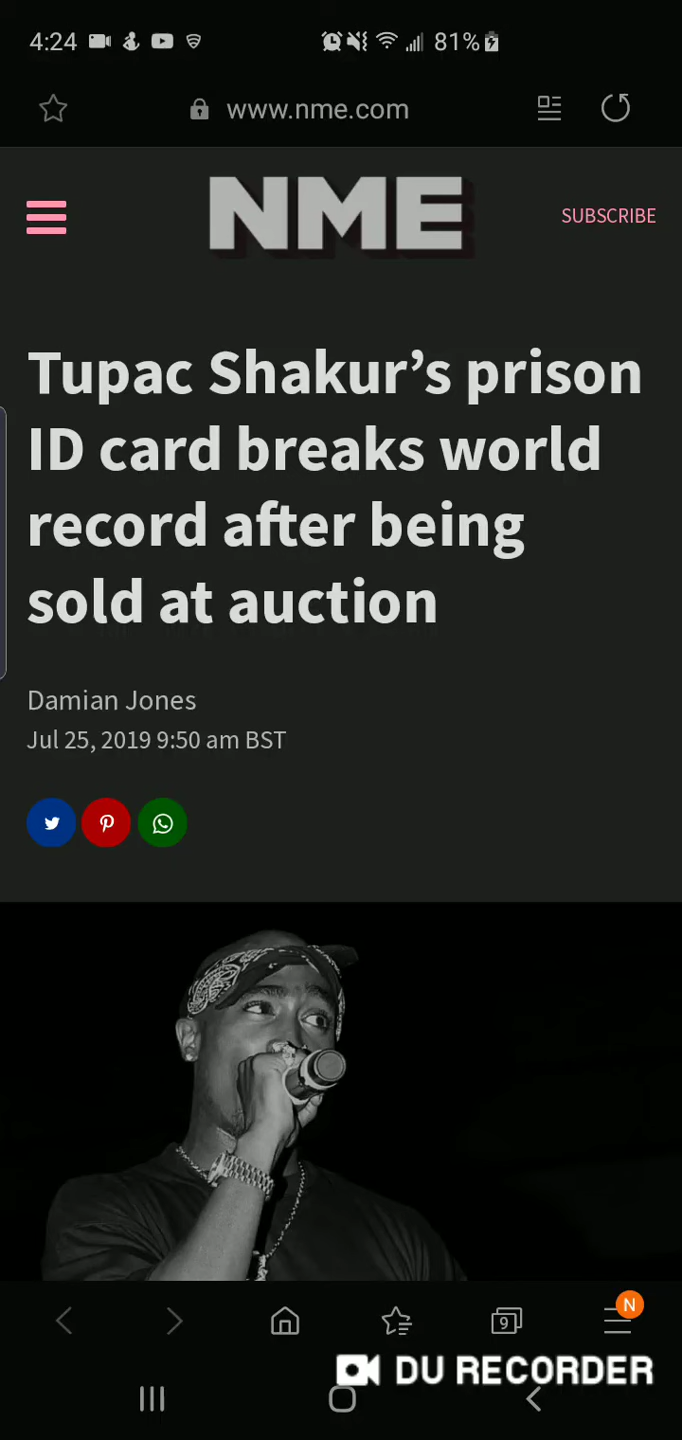 4:24 81%
www.nme.com
NME
SUBSCRIBE
Tupac Shakur’s prison
ID card breaks world
record after being
sold at auction
Damian Jones
Jul 25, 2019 9:50 am BST
N
9
DU RECORDER